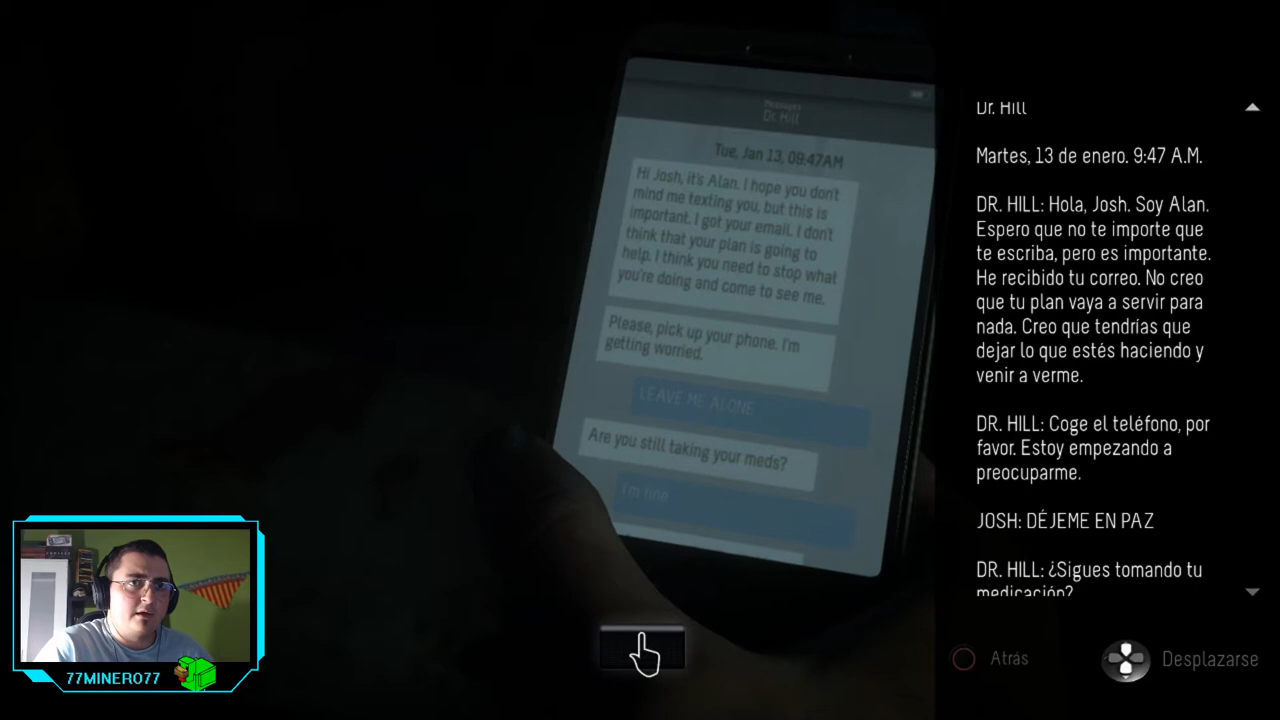 Messages
Dr. Hill
Tue, Jan 13, 09:47AM
Hi Josh, it's Alan. I hope you don't
mind me texting you, but this is
important. I got your email. I don't
think that your plan is going to
help. I think you need to stop what
you're doing and come to see me.
Please, pick up your phone. I'm
getting worried.
LEAVE ME ALONE
Are you still taking your meds?
I'm fine
Dr. Hill
Martes, 13 de enero. 9:47 A.M.
DR. HILL: Hola, Josh. Soy Alan.
Espero que no te importe que
te escriba, pero es importante.
He recibido tu correo. No creo
que tu plan vaya a servir para
nada. Creo que tendrías que
dejar lo que estés haciendo y
venir a verme.
DR. HILL: Coge el teléfono, por
favor. Estoy empezando a
preocuparme.
JOSH: DÉJEME EN PAZ
DR. HILL: ¿Sigues tomando tu
medicación?
Atrás
Desplazarse
77MINERO77